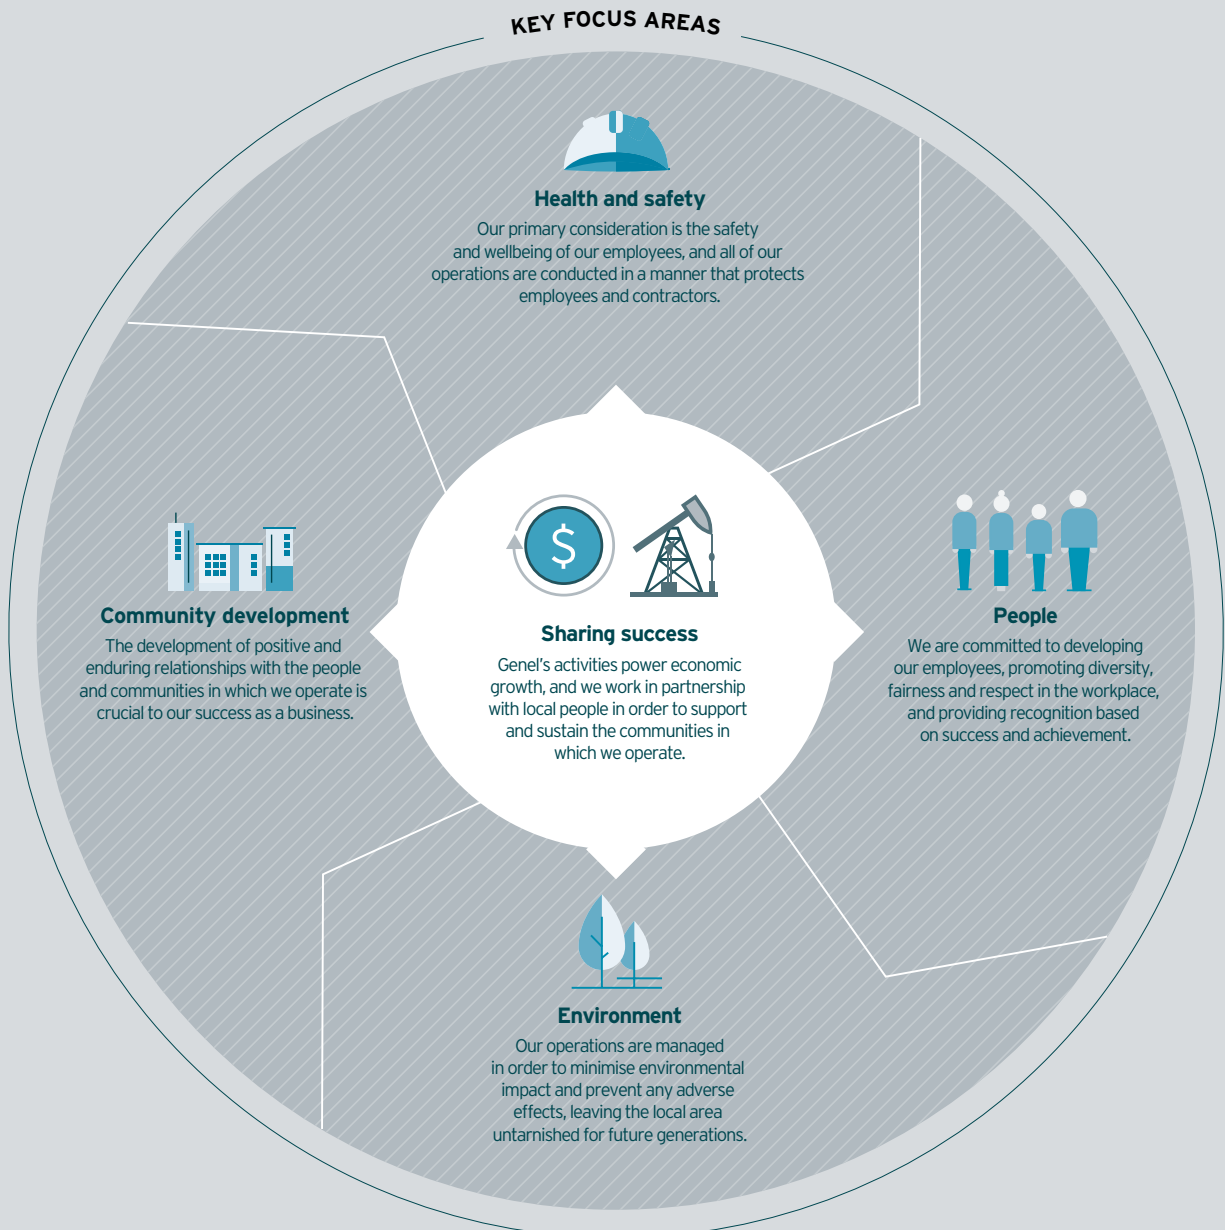 KEY FOCUS AREAS
Health and safety
Our primary consideration is the safety
and wellbeing of our employees, and all of our
operations are conducted in a manner that protects
employees and contractors.
Community development
The development of positive and
enduring relationships with the people
and communities in which we operate is
crucial to our success as a business.
$
Sharing success
Genel's activities power economic
growth, and we work in partnership
with local people in order to support
and sustain the communities in
which we operate.
People
We are committed to developing
our employees, promoting diversity,
fairness and respect in the workplace,
and providing recognition based
on success and achievement.
Environment
Our operations are managed
in order to minimise environmental
impact and prevent any adverse
effects, leaving the local area
untarnished for future generations.